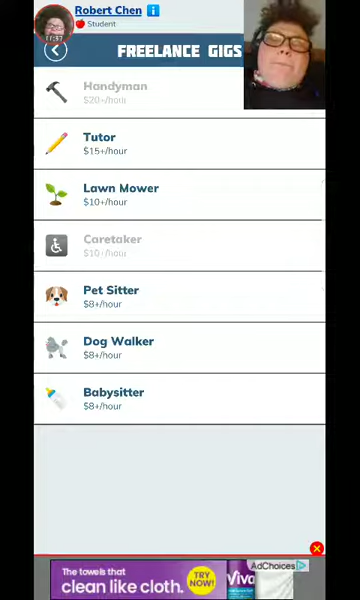 Robert Chen i
Student
FREELANCE GIGS
Handyman
$20+/hour
Tutor
$15+/hour
Lawn Mower
$10+/hour
Caretaker
$10+/hour
Pet Sitter
$8+/hour
Dog Walker
$8+/hour
Babysitter
$8+/hour
The towels that
clean like cloth.
TRY
NOW!
Viva
AdChoices